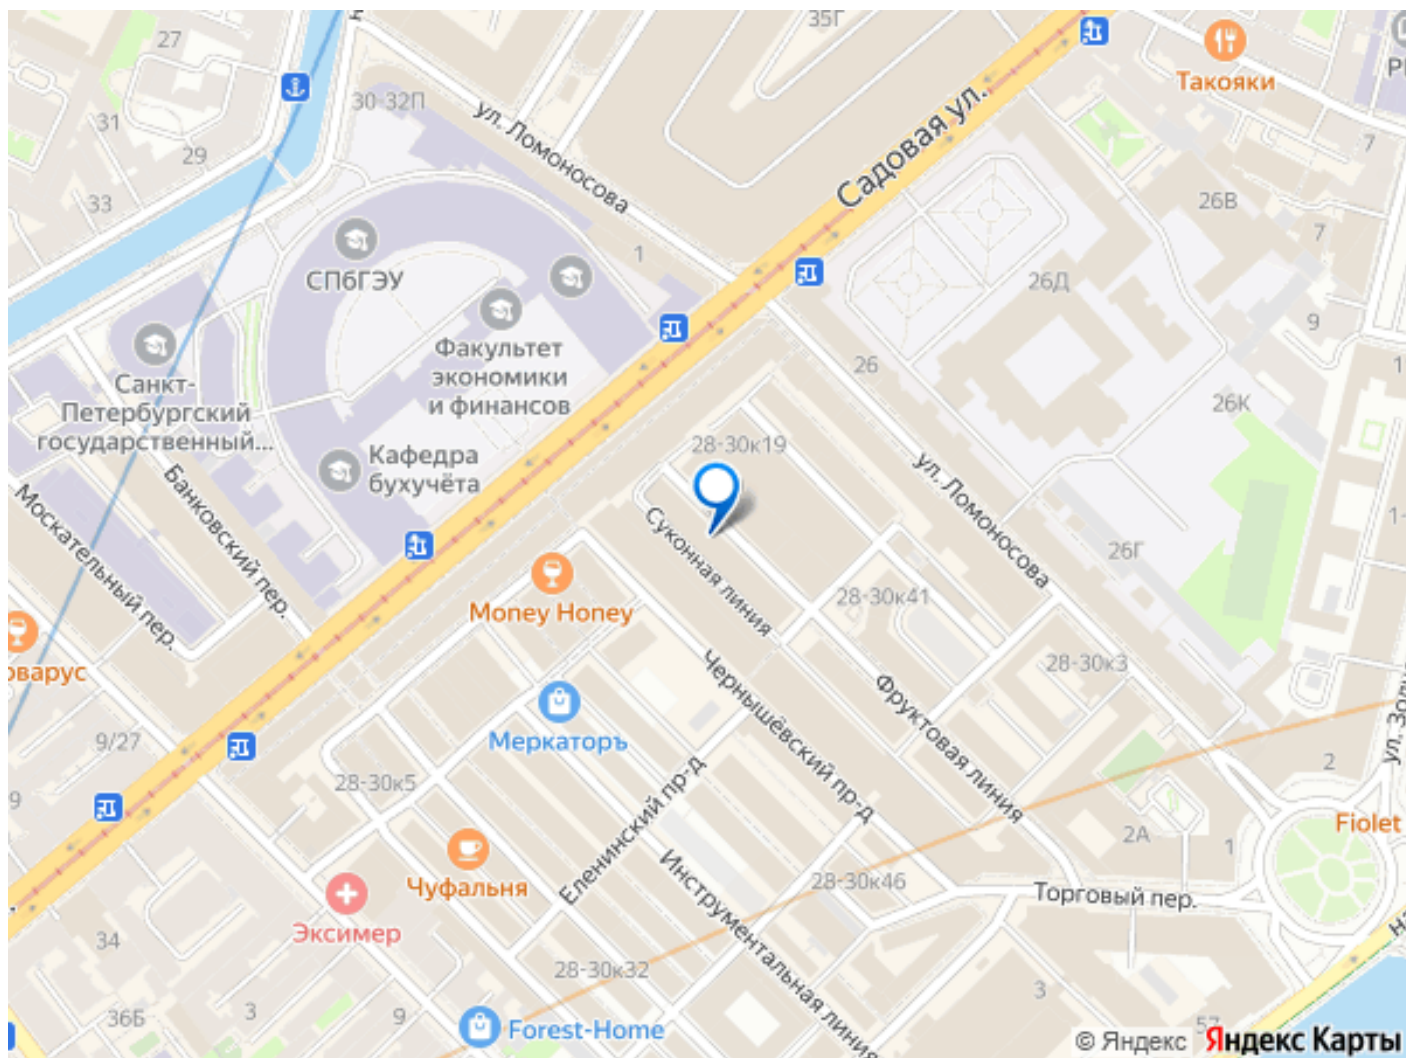 35Г
Такояки
27
30-32П
31
29
33
ул. Ломоносова
Садовая ул.
7
26В
7
СПбГЭУ
1
26Д
9
Факультет
экономики
и финансов
26
1
Санкт-
Петербургский
государственный...
26К
28-30к19
Кафедра
бухучёта
ул. Ломоносова
Москательный пер.
Банковский пер.
Суконная линия
26Г
Money Honey
28-30к41
28-30к3
Чернышёвский пр-д
Фруктовая линия
Меркаторъ
9/27
28-30к5
2
Fiolet
2А
1
Еленинский пр-д
Чуфальня
28-30к46
Торговый пер.
Инструментальная линия
Эксимер
34
28-30к32
3
36Б
3
9
57
Forest-Home
© Яндекс Яндекс Карты